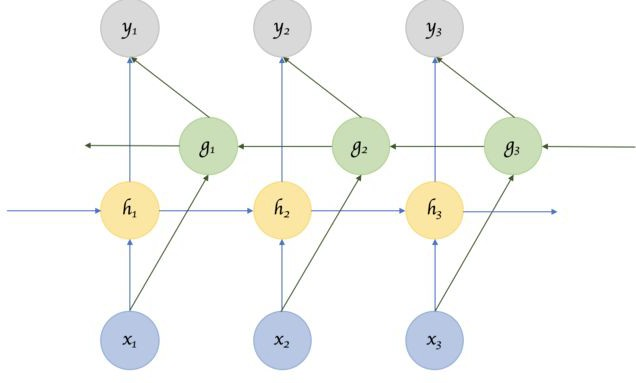 y₁ y₂ y₃
g₁ g₂ g₃
h₁ h₂ h₃
x₁ x₂ x₃